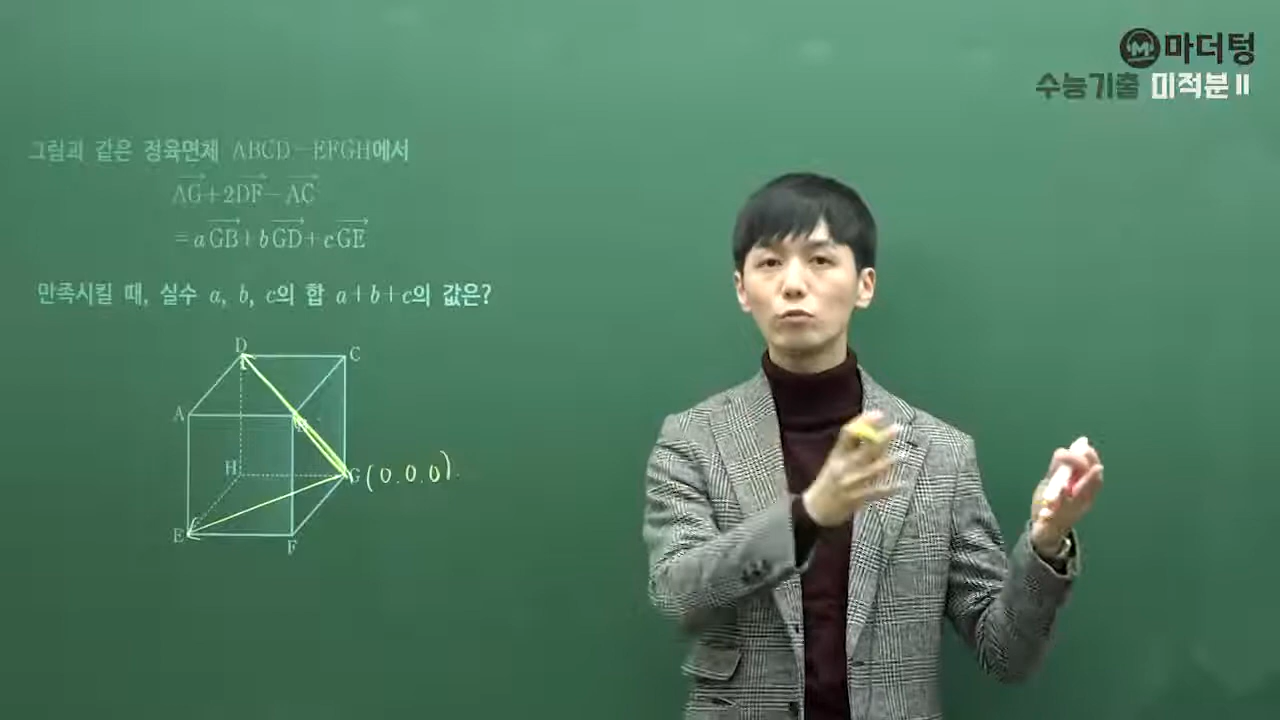 마더텅
수능기출 미적분 II
그림과 같은 정육면체 ABCD-EFGH에서
AG+2DF-AC
=aGB+bGD+cGE
만족시킬 때, 실수 a, b, c의 합 a+b+c의 값은?
D
C
A
B
H
G(0.0.0)
E
F